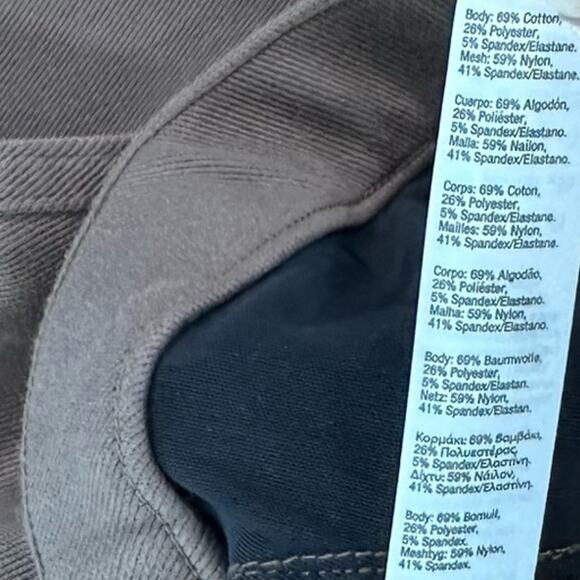 Body: 69% Cotton,
26% Polyester,
5% Spandex/Elastane.
Mesh: 59% Nylon,
41% Spandex/Elastane.
Cuerpo: 69% Algodón,
26% Poliéster,
5% Spandex/Elastano.
Malla: 59% Nailon,
41% Spandex/Elastano.
Corps: 69% Coton,
26% Polyester,
5% Spandex/Elastane.
Mailles: 59% Nylon,
41% Spandex/Elastane.
Corpo: 69% Algodão,
26% Poliéster,
5% Spandex/Elastano.
Malha: 59% Nylon,
41% Spandex/Elastano.
Body: 69% Baumwolle,
26% Polyester,
5% Spandex/Elastan.
Netz: 59% Nylon,
41% Spandex/Elastan.
Κορμάκι: 69% Βαμβάκι,
26% Πολυεστέρας,
5% Spandex/Ελαστίνη.
Δίχτυ: 59% Νάιλον,
41% Spandex/Ελαστίνη.
Body: 69% Bomull,
26% Polyester,
5% Spandex.
Meshtyg: 59% Nylon,
41% Spandex.